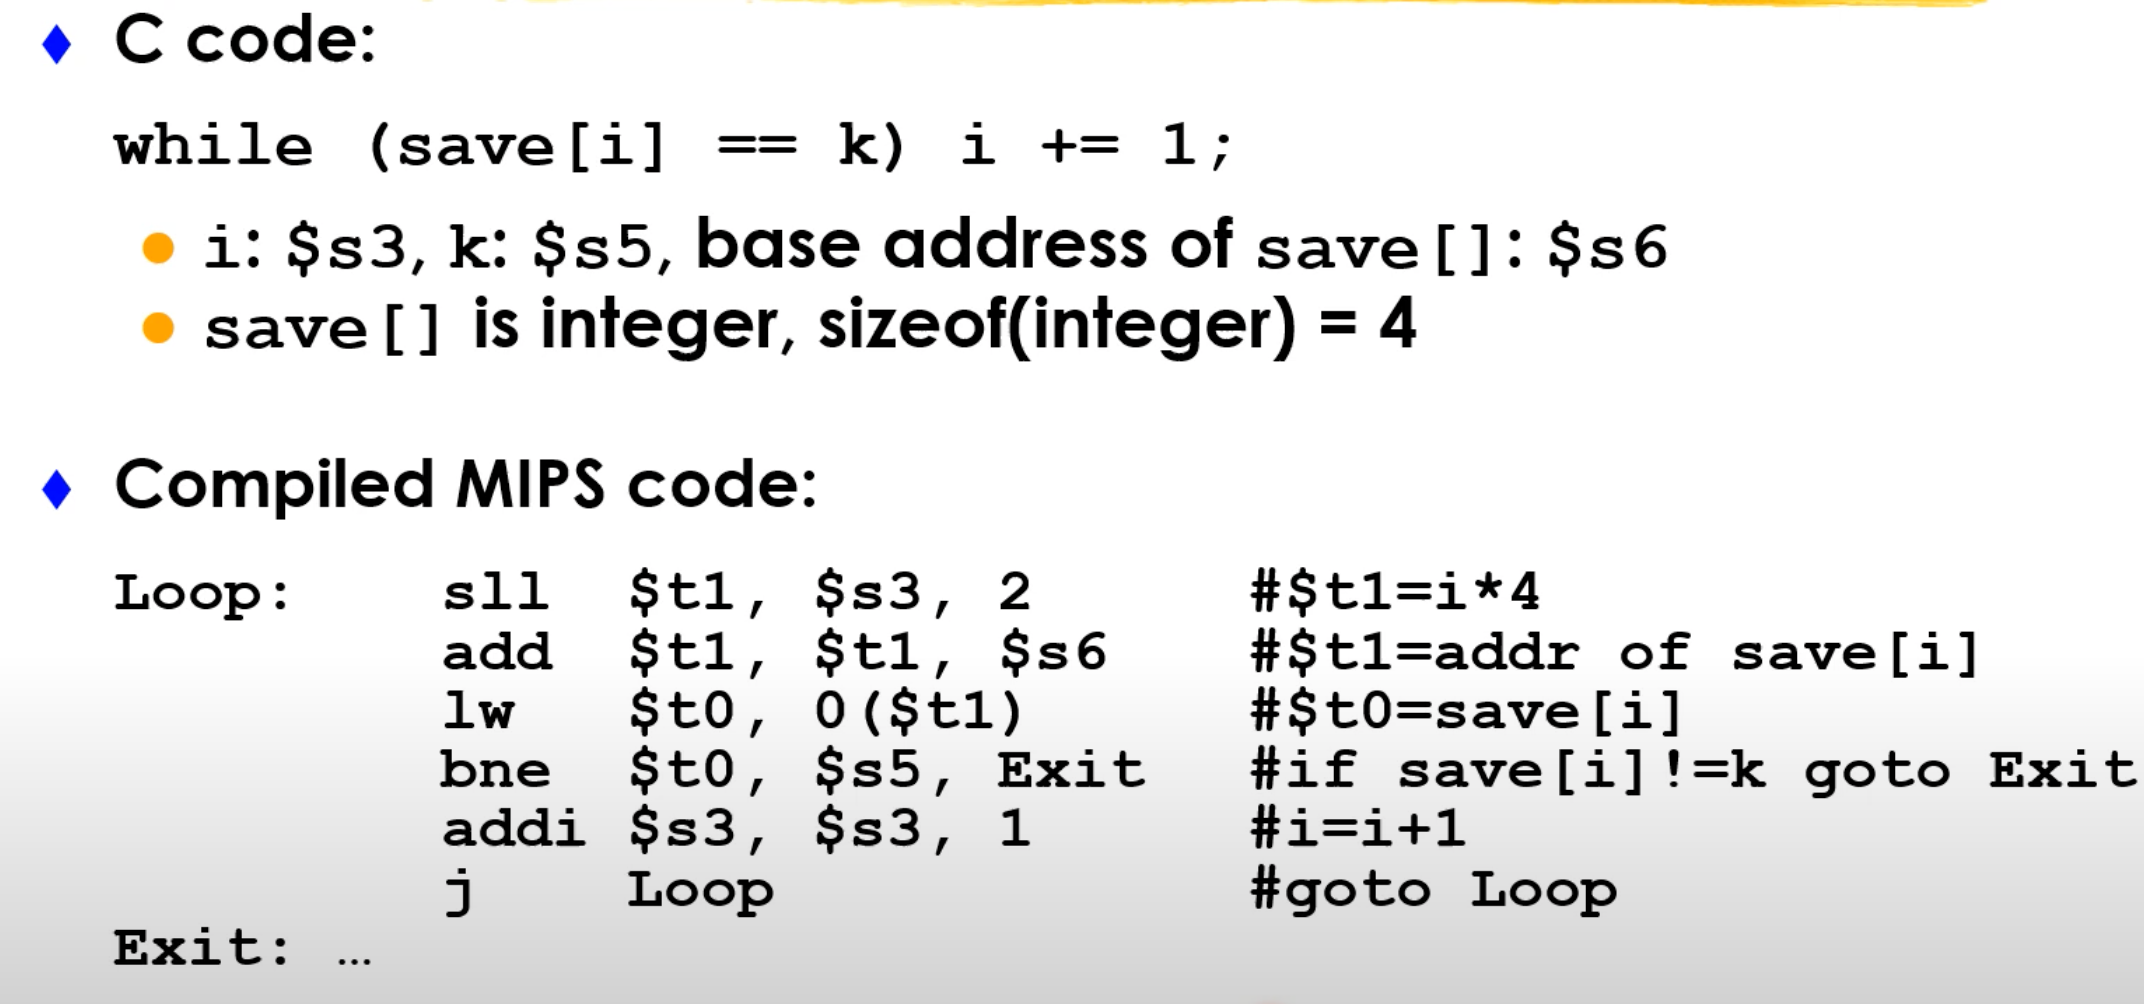 C code:
while (save[i] == k) i += 1;
i: $s3, k: $s5, base address of save[]: $s6
save[] is integer, sizeof(integer) = 4
Compiled MIPS code:
Loop: sll $t1, $s3, 2 #$t1=i*4
add $t1, $t1, $s6 #$t1=addr of save[i]
lw $t0, 0($t1) #$t0=save[i]
bne $t0, $s5, Exit #if save[i]!=k goto Exit
addi $s3, $s3, 1 #i=i+1
j Loop #goto Loop
Exit: …